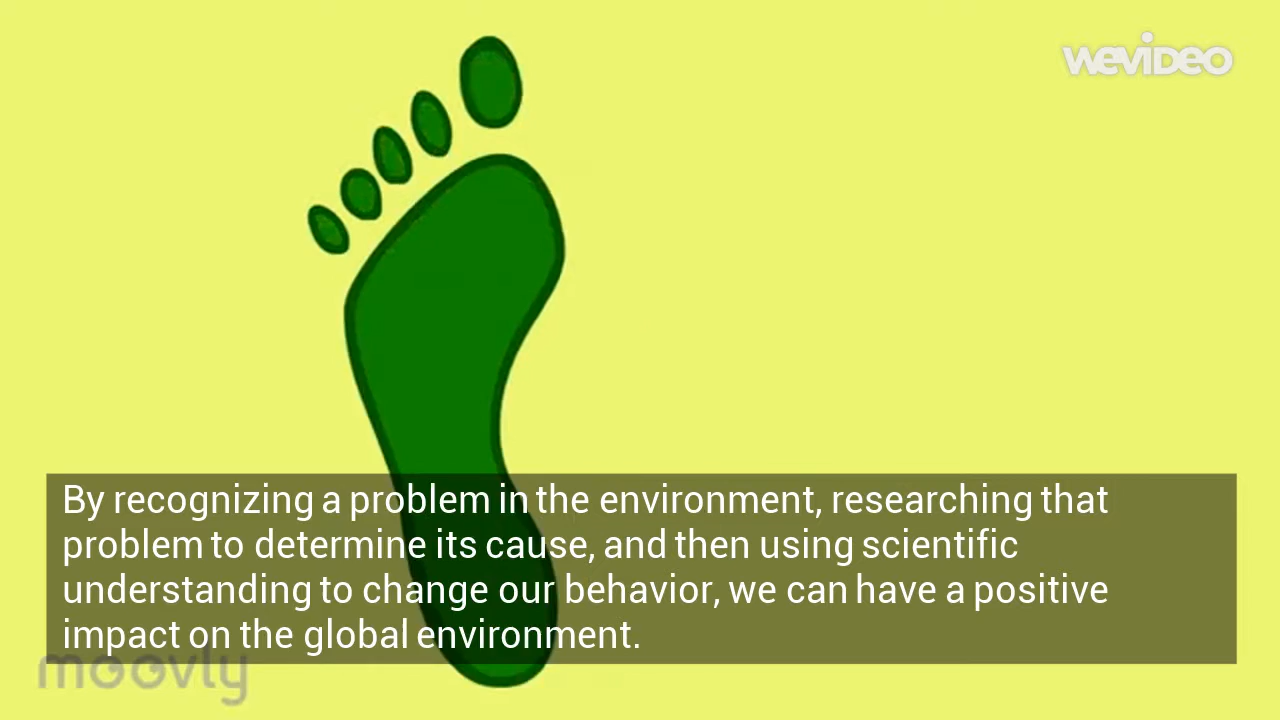 WEVIDEO
By recognizing a problem in the environment, researching that
problem to determine its cause, and then using scientific
understanding to change our behavior, we can have a positive
impact on the global environment.
moovly